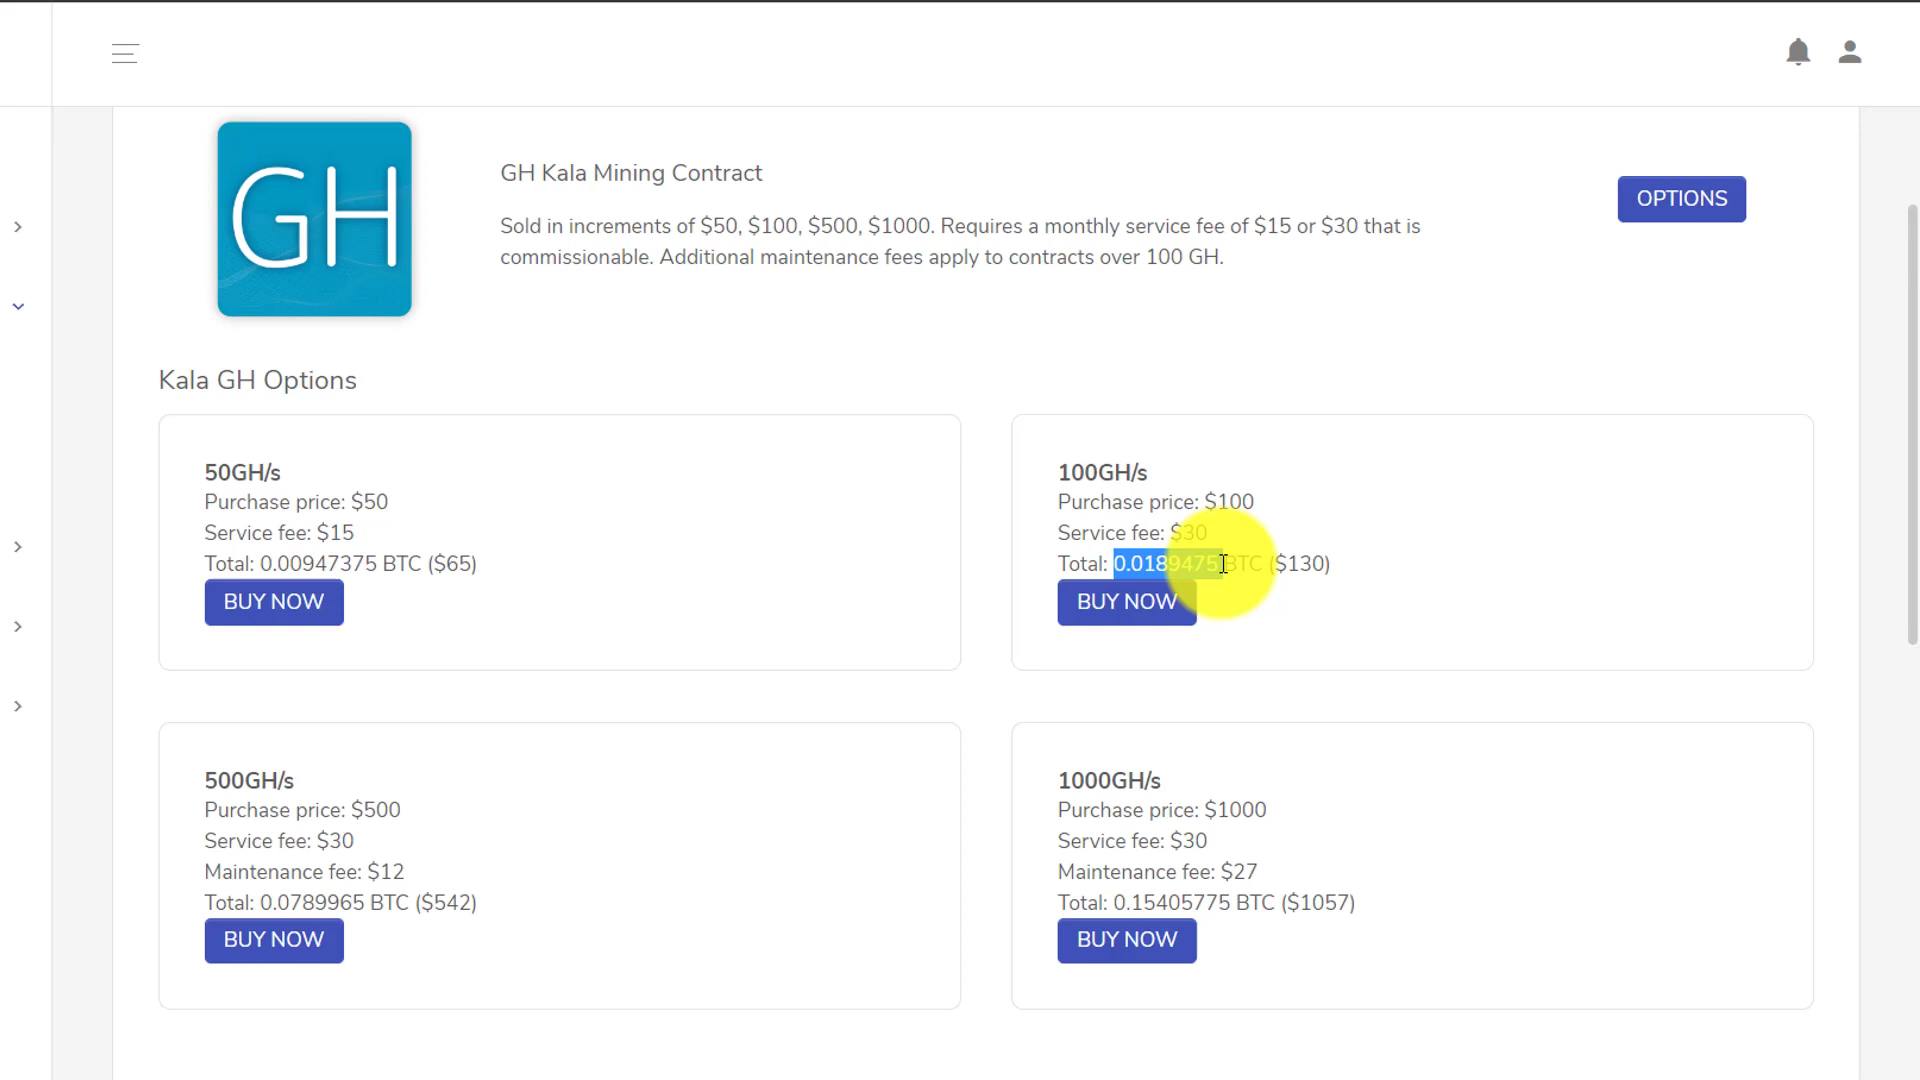 GH
GH Kala Mining Contract
Sold in increments of $50, $100, $500, $1000. Requires a monthly service fee of $15 or $30 that is
commissionable. Additional maintenance fees apply to contracts over 100 GH.
OPTIONS
Kala GH Options
50GH/s
Purchase price: $50
Service fee: $15
Total: 0.00947375 BTC ($65)
BUY NOW
100GH/s
Purchase price: $100
Service fee: $30
Total: 0.0189475 BTC ($130)
BUY NOW
500GH/s
Purchase price: $500
Service fee: $30
Maintenance fee: $12
Total: 0.0789965 BTC ($542)
BUY NOW
1000GH/s
Purchase price: $1000
Service fee: $30
Maintenance fee: $27
Total: 0.15405775 BTC ($1057)
BUY NOW